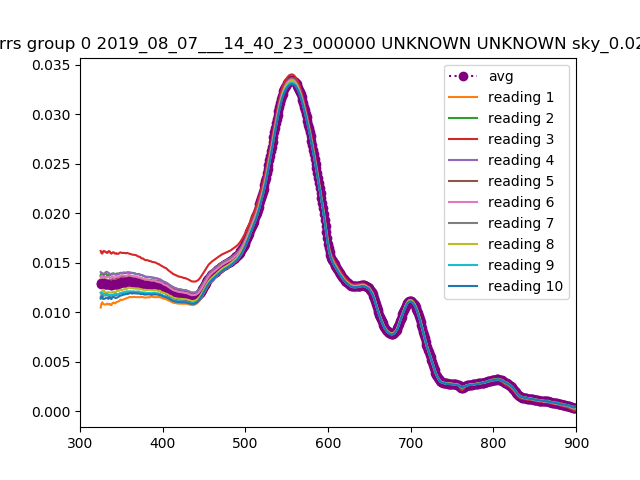 rrs group 0 2019_08_07___14_40_23_000000 UNKNOWN UNKNOWN sky_0.02
0.035
0.030
0.025
0.020
0.015
0.010
0.005
0.000
300 400 500 600 700 800 900
avg
reading 1
reading 2
reading 3
reading 4
reading 5
reading 6
reading 7
reading 8
reading 9
reading 10